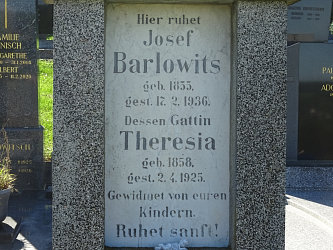 Hier ruhet
Josef
Barlowits
geb. 1855,
gest. 17. 2. 1936.
Dessen Gattin
Theresia
geb. 1858,
gest. 2. 4. 1925.
Gewidmet von euren
kindern.
Ruhet sanft!